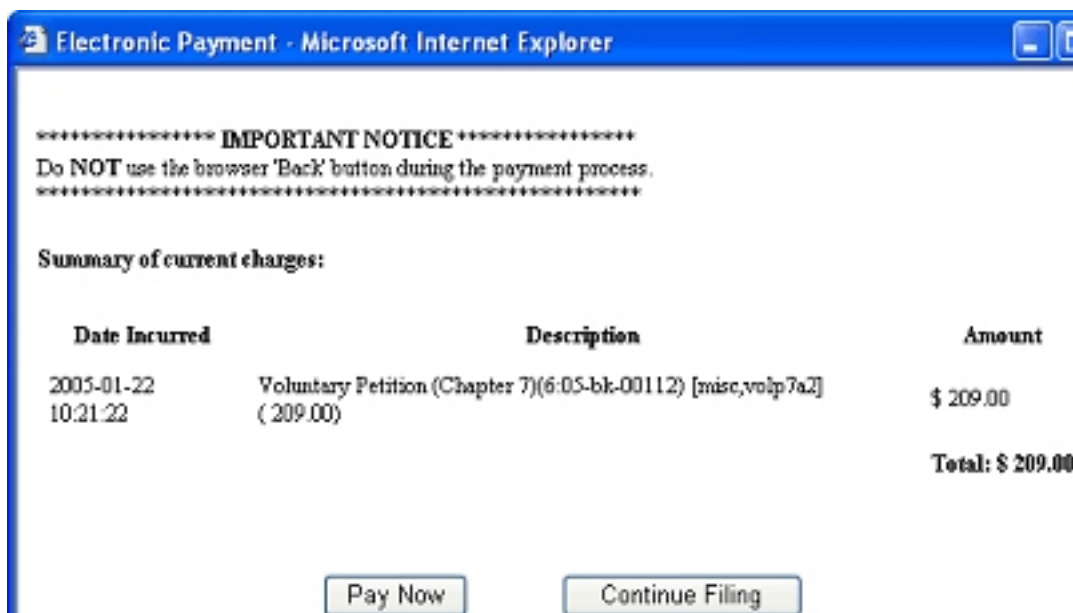 Electronic Payment - Microsoft Internet Explorer
**************** IMPORTANT NOTICE ****************
Do NOT use the browser 'Back' button during the payment process.
******************************************************
Summary of current charges:
Date Incurred Description Amount
2005-01-22 Voluntary Petition (Chapter 7)(6:05-bk-00112) [misc,volp7a2] $ 209.00
10:21:22 ( 209.00)
Total: $ 209.00
Pay Now Continue Filing